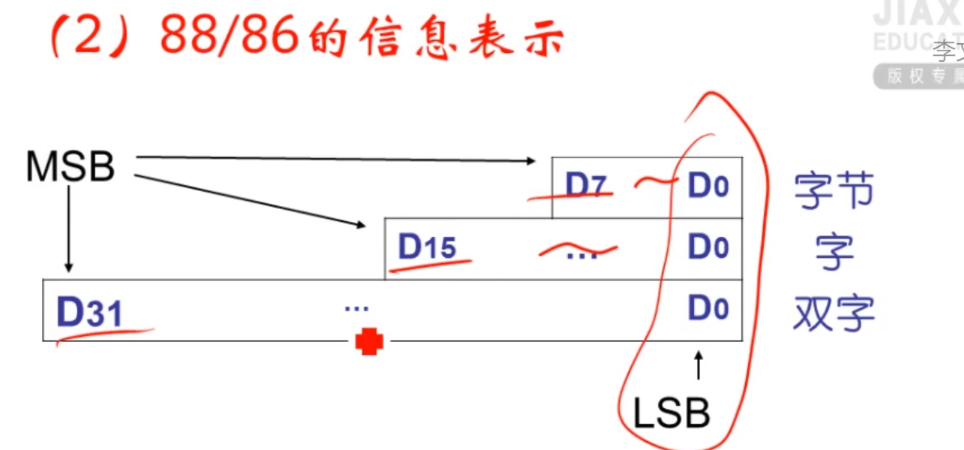 (2) 88/86的信息表示
JIAX
EDUCAT
李文
版权专属
MSB
D7 D0 字节
D15 ... D0 字
D31 ... D0 双字
LSB